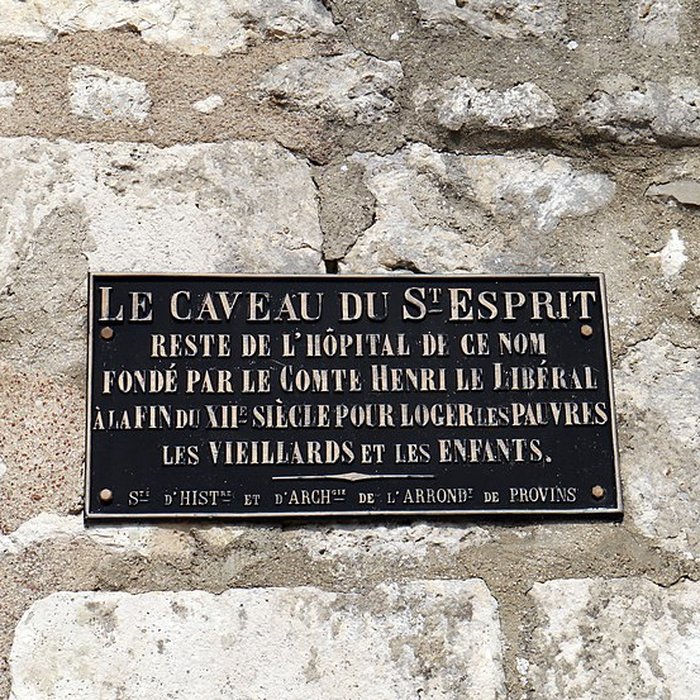 LE CAVEAU DU ST ESPRIT
RESTE DE L'HÔPITAL DE CE NOM
FONDÉ PAR LE COMTE HENRI LE LIBÉRAL
À LA FIN DU XIIE SIÈCLE POUR LOGER LES PAUVRES
LES VIEILLARDS ET LES ENFANTS.
STÉ D'HISTRE ET D'ARCHGIE DE L'ARRONDT DE PROVINS